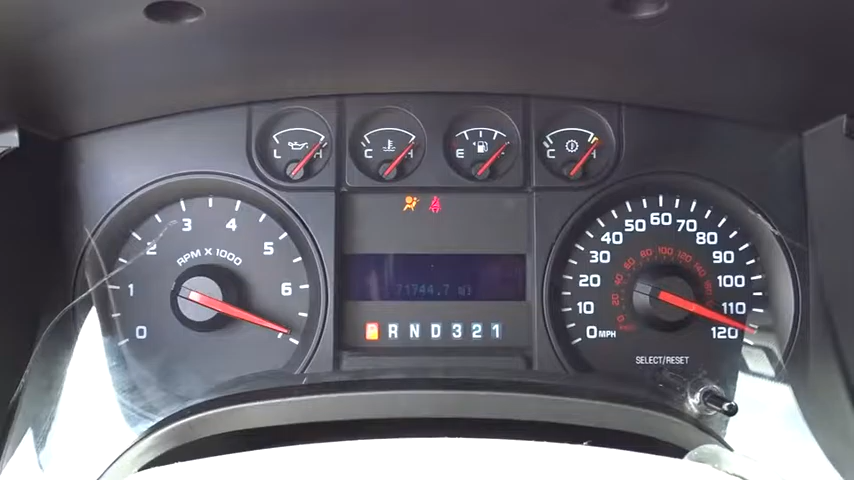 L H C H E F C
0 1 2 3 4 5 6
RPM X 1000
71744.7 MI
P R N D 3 2 1
0 10 20 30 40 50 60 70 80 90 100 110 120
MPH
SELECT/RESET